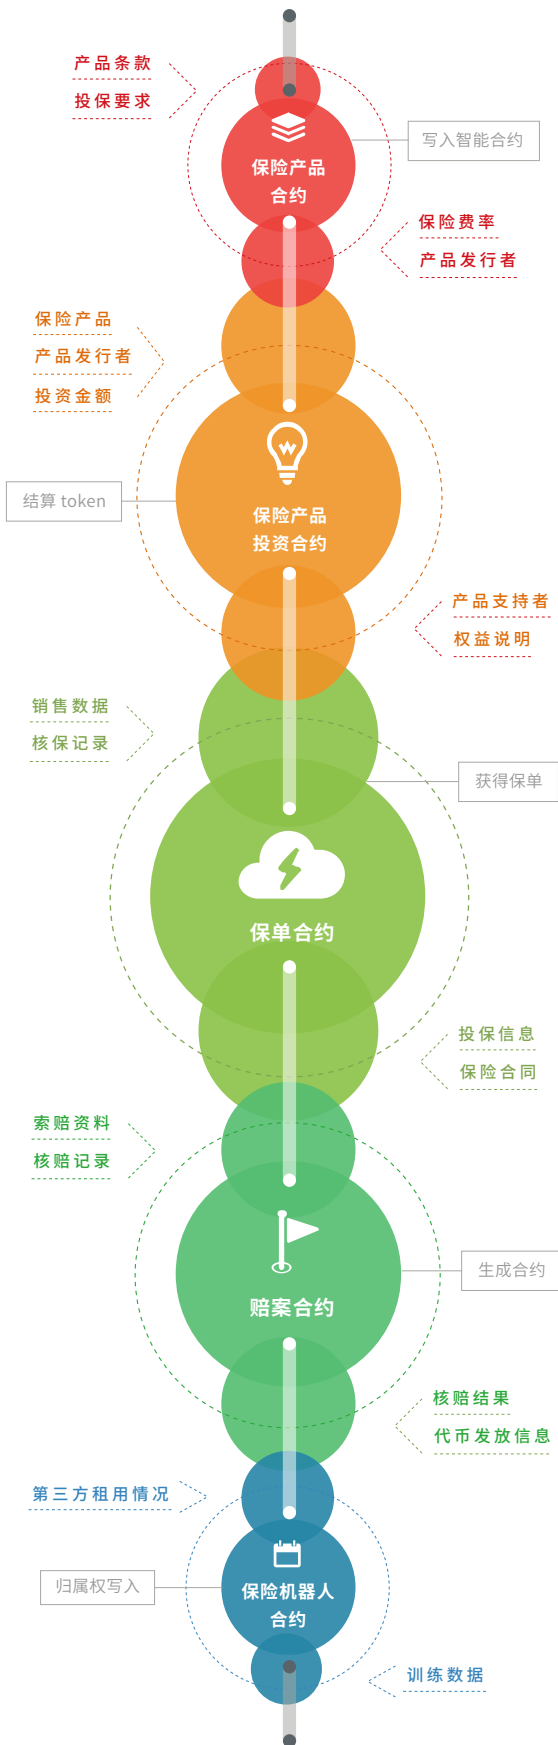 产品条款
投保要求
保险产品
合约
写入智能合约
保险费率
产品发行者
保险产品
产品发行者
投资金额
结算 token
保险产品
投资合约
产品支持者
权益说明
销售数据
核保记录
获得保单
保单合约
投保信息
保险合同
索赔资料
核赔记录
生成合约
赔案合约
核赔结果
代币发放信息
第三方租用情况
归属权写入
保险机器人
合约
训练数据